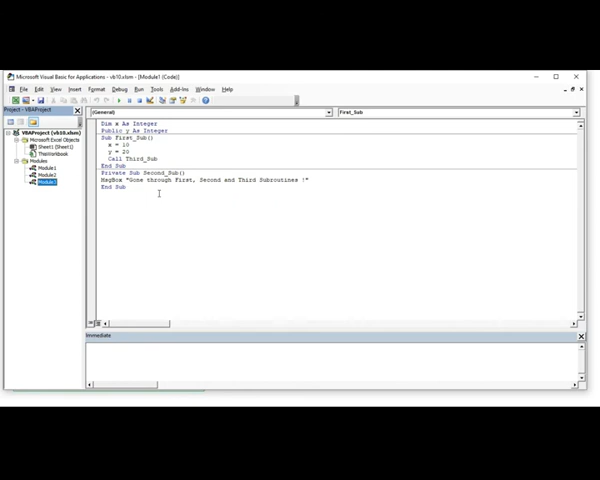 Microsoft Visual Basic for Applications - vb10.xlsm - [Module1 (Code)]
File Edit View Insert Format Debug Run Tools Add-Ins Window Help
Project - VBAProject
(General)
First_Sub
VBAProject (vb10.xlsm)
Microsoft Excel Objects
Sheet1 (Sheet1)
ThisWorkbook
Modules
Module1
Module2
Module3
Dim x As Integer
Public y As Integer
Sub First_Sub()
x = 10
y = 20
Call Third_Sub
End Sub
Private Sub Second_Sub()
MsgBox "Gone through First, Second and Third Subroutines !"
End Sub
Immediate